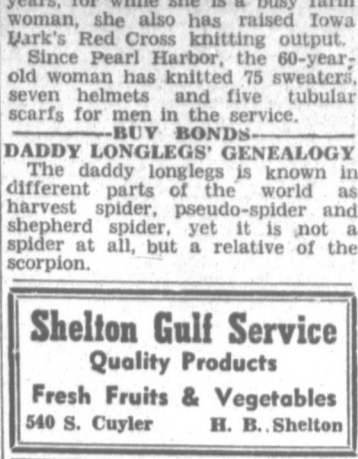 years, for while she is a busy farm
woman, she also has raised Iowa
Park's Red Cross knitting output.
Since Pearl Harbor, the 60-year-
old woman has knitted 75 sweaters,
seven helmets and five tubular
scarfs for men in the service.
BUY BONDS
DADDY LONGLEGS' GENEALOGY
The daddy longlegs is known in
different parts of the world as
harvest spider, pseudo-spider and
shepherd spider, yet it is not a
spider at all, but a relative of the
scorpion.
Shelton Gulf Service
Quality Products
Fresh Fruits & Vegetables
540 S. Cuyler H. B. Shelton